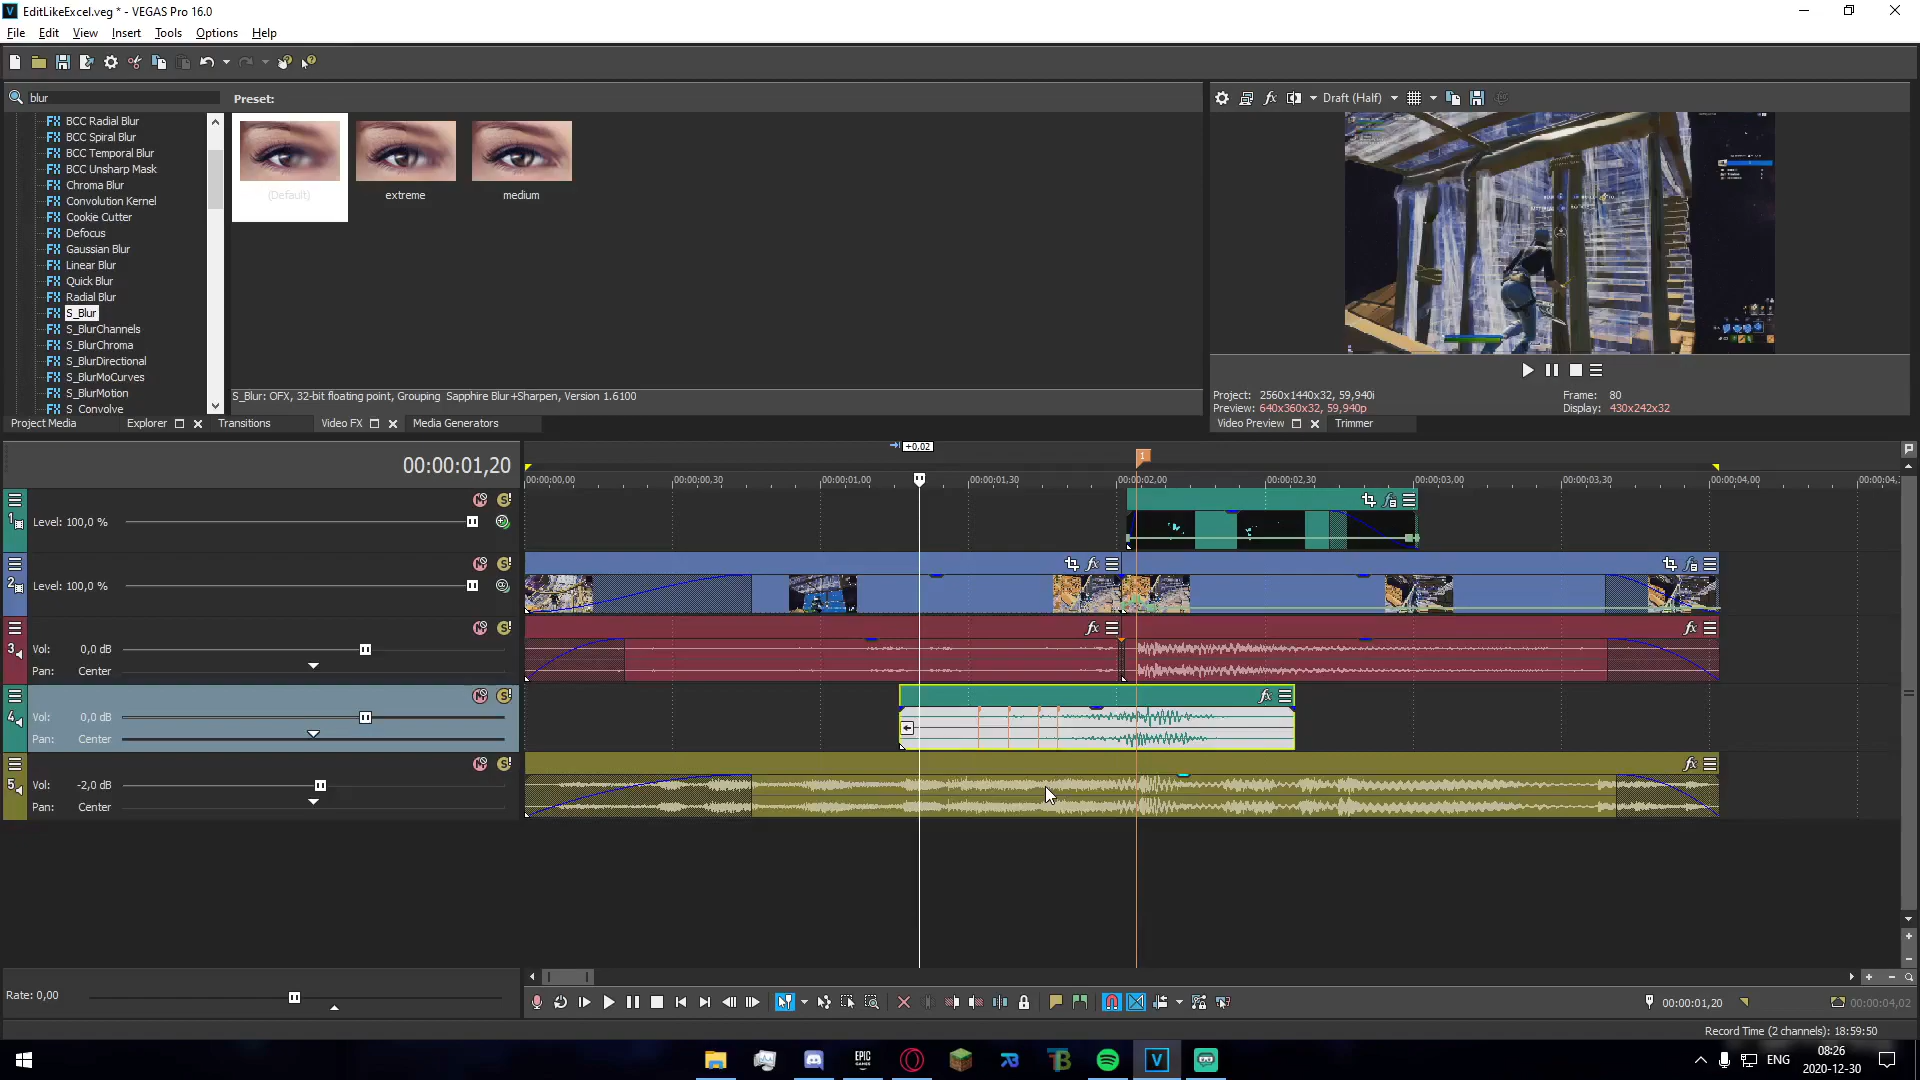 EditLikeExcel.veg * - VEGAS Pro 16.0
File Edit View Insert Tools Options Help
blur
Preset:
Draft (Half)
FX BCC Radial Blur
FX BCC Spiral Blur
FX BCC Temporal Blur
FX BCC Unsharp Mask
FX Chroma Blur
FX Convolution Kernel
FX Cookie Cutter
FX Defocus
FX Gaussian Blur
FX Linear Blur
FX Quick Blur
FX Radial Blur
FX S_Blur
FX S_BlurChannels
FX S_BlurChroma
FX S_BlurDirectional
FX S_BlurMoCurves
FX S_BlurMotion
FX S_Convolve
(Default) extreme medium
S_Blur: OFX, 32-bit floating point, Grouping Sapphire Blur+Sharpen, Version 1.6100
Project: 2560x1440x32, 59,940i Frame: 80
Preview: 640x360x32, 59,940p Display: 430x242x32
Project Media Explorer Transitions Video FX Media Generators Video Preview Trimmer
+0.02
1
00:00:01,20
00:00:00,00 00:00:00,30 00:00:01,00 00:00:01,30 00:00:02,00 00:00:02,30 00:00:03,00 00:00:03,30 00:00:04,00 00:00:04,
1
Level: 100,0 %
2
Level: 100,0 %
3
Vol: 0,0 dB
Pan: Center
4
Vol: 0,0 dB
Pan: Center
5
Vol: -2,0 dB
Pan: Center
Rate: 0,00
00:00:01,20 00:00:04,02
Record Time (2 channels): 18:59:50
EPIC GAMES
V
ENG
08:26
2020-12-30